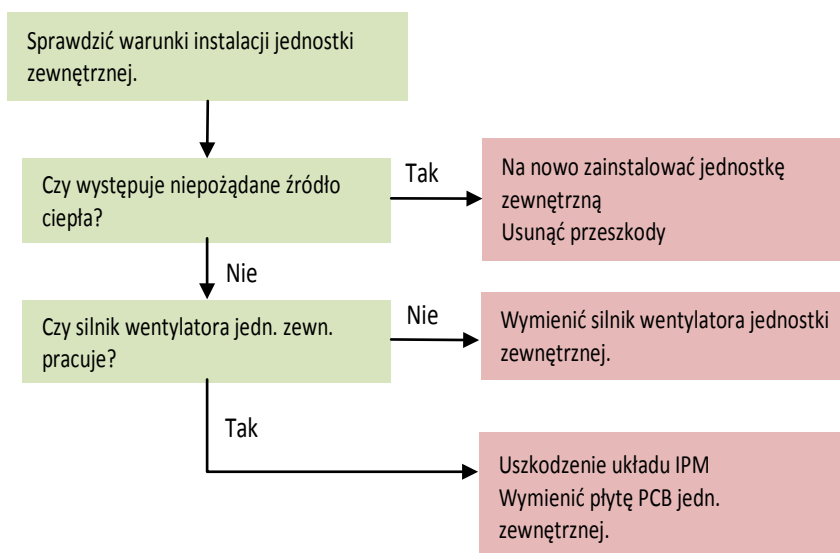 Sprawdzić warunki instalacji jednostki
zewnętrznej.
Czy występuje niepożądane źródło
ciepła?
Tak
Na nowo zainstalować jednostkę
zewnętrzną
Usunąć przeszkody
Nie
Czy silnik wentylatora jedn. zewn.
pracuje?
Nie
Wymienić silnik wentylatora jednostki
zewnętrznej.
Tak
Uszkodzenie układu IPM
Wymienić płytę PCB jedn.
zewnętrznej.